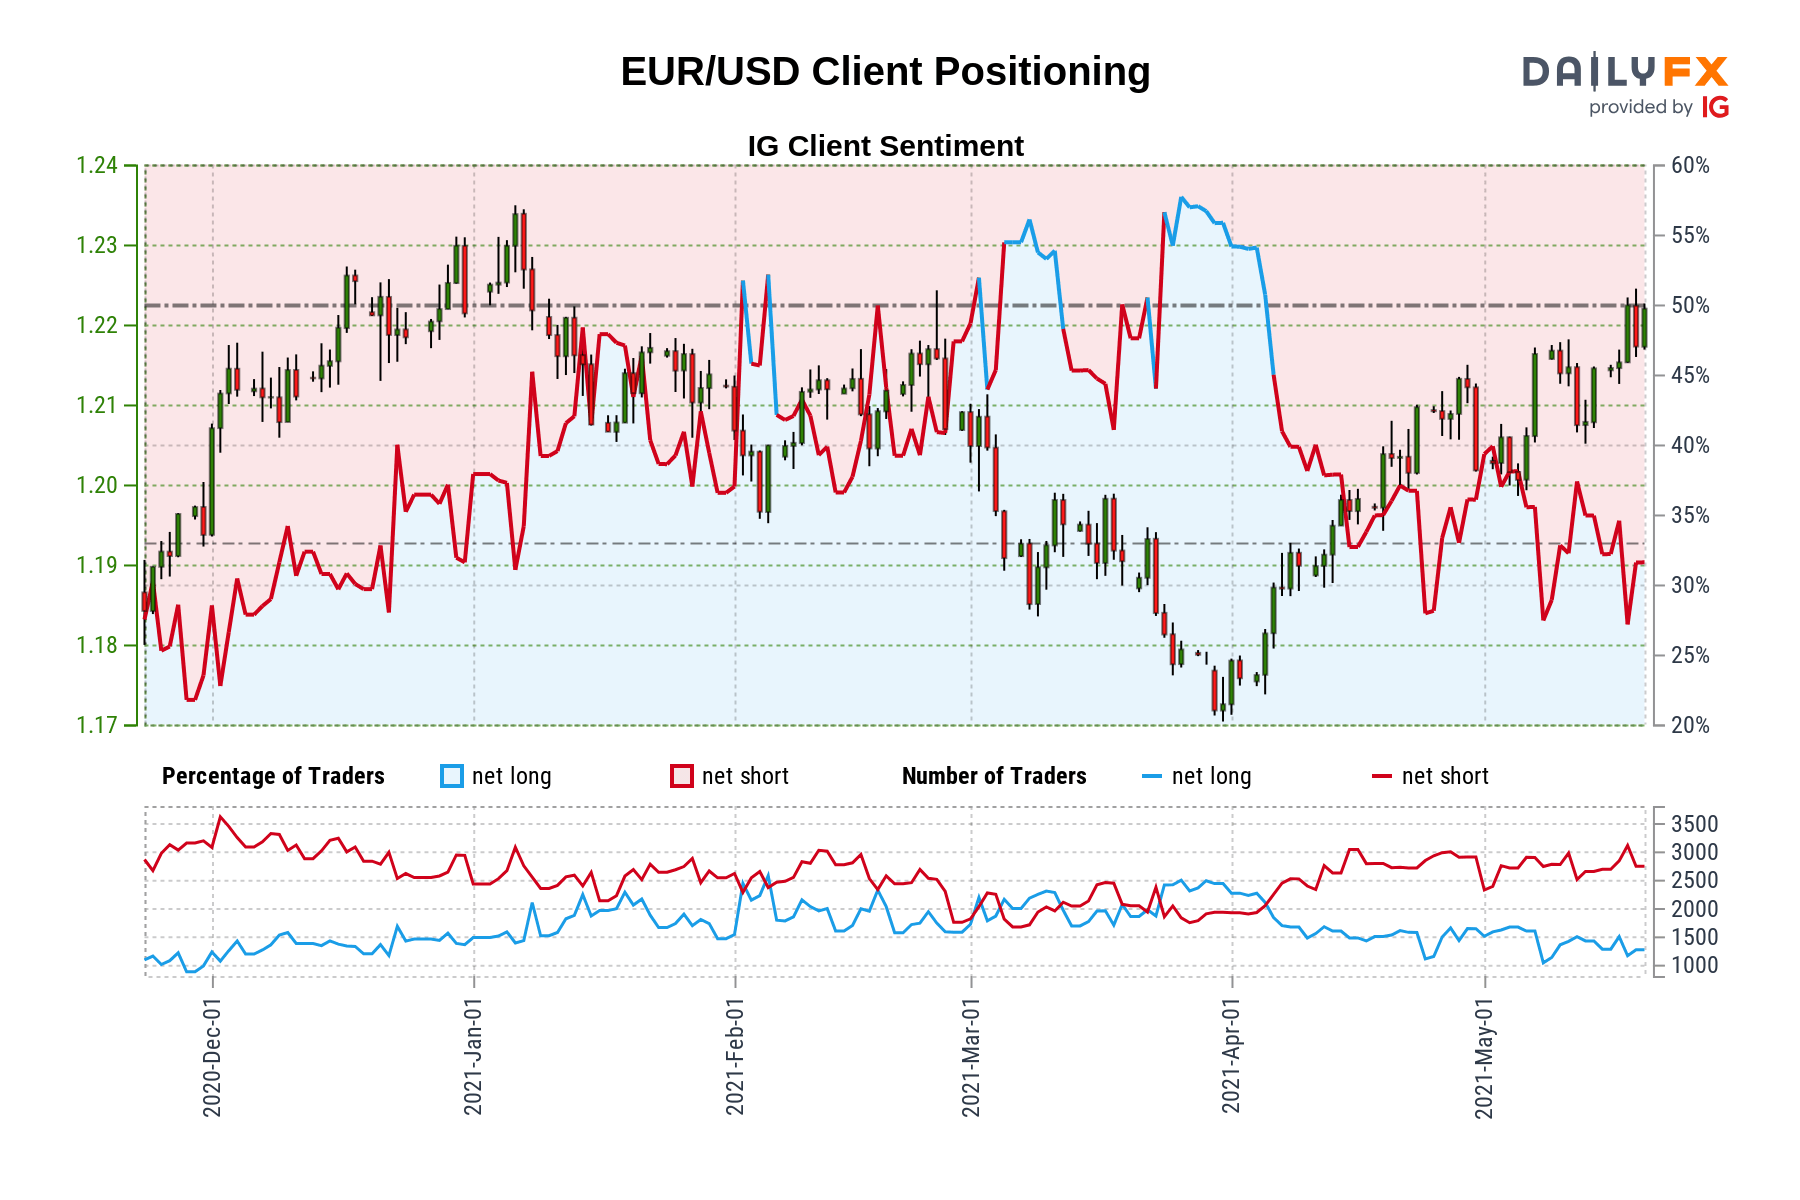 EUR/USD Client Positioning
DAILYFX
provided by IG
IG Client Sentiment
1.24
1.23
1.22
1.21
1.20
1.19
1.18
1.17
60%
55%
50%
45%
40%
35%
30%
25%
20%
Percentage of Traders net long net short Number of Traders net long net short
3500
3000
2500
2000
1500
1000
2020-Dec-01
2021-Jan-01
2021-Feb-01
2021-Mar-01
2021-Apr-01
2021-May-01